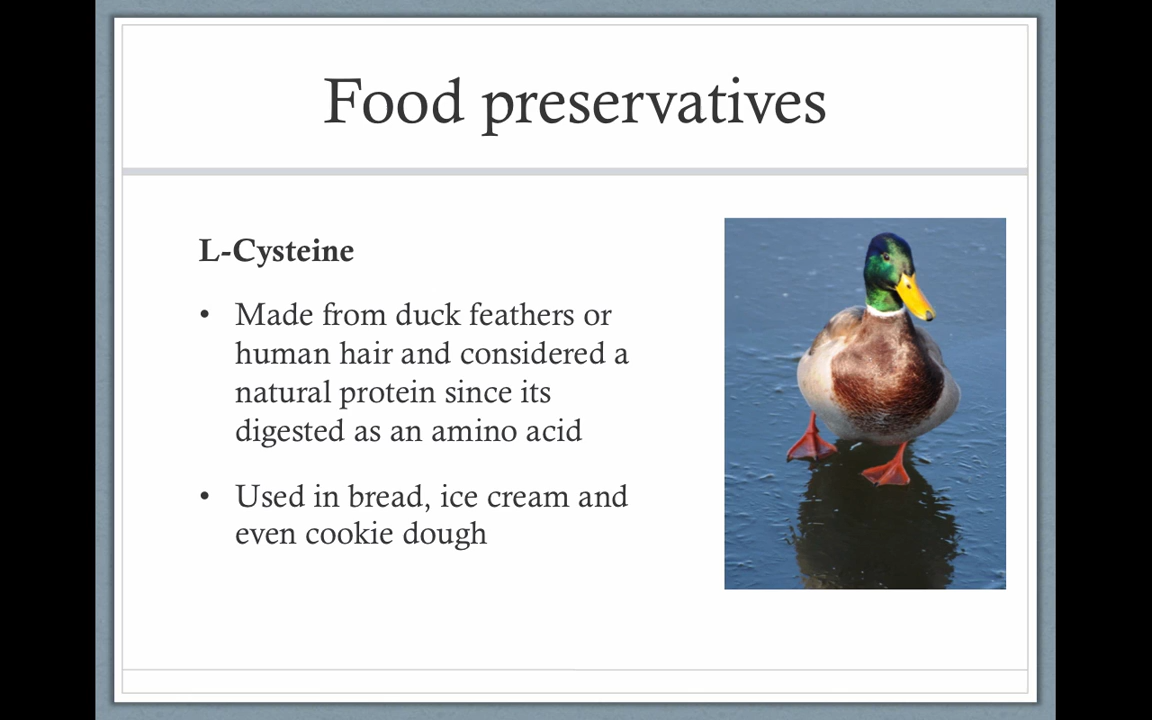 Food preservatives
L-Cysteine
• Made from duck feathers or
human hair and considered a
natural protein since its
digested as an amino acid
• Used in bread, ice cream and
even cookie dough